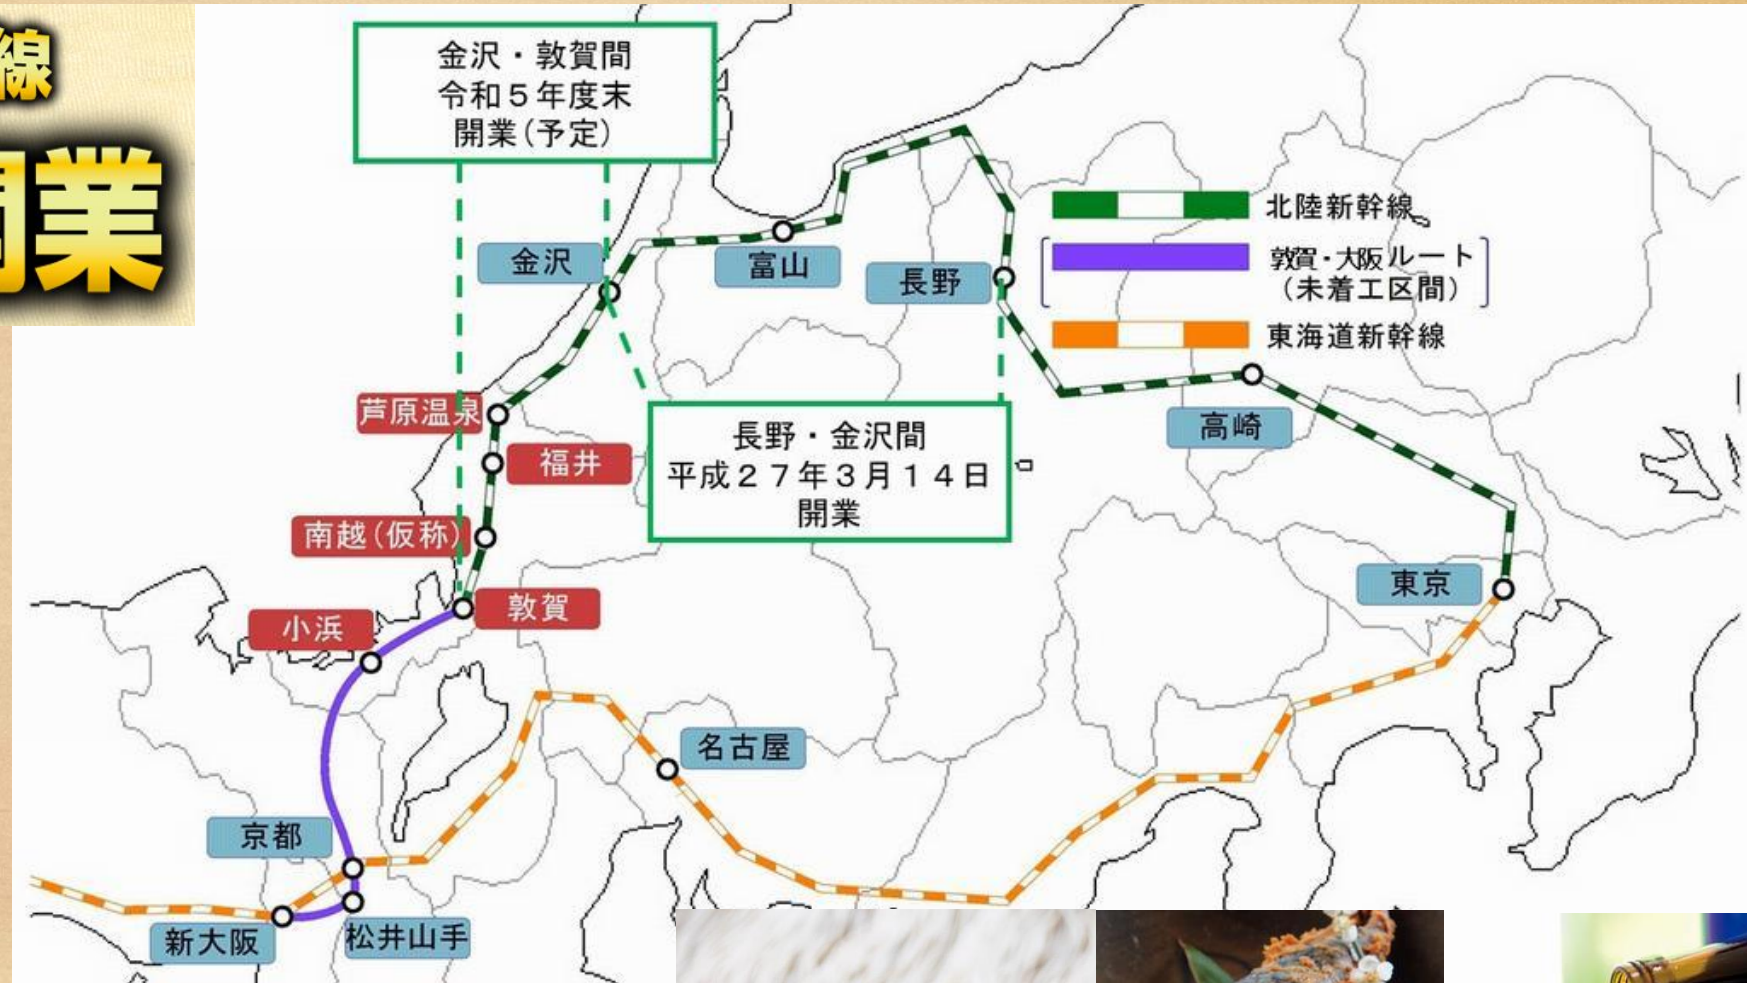 線
開業
金沢・敦賀間
令和５年度末
開業(予定)
北陸新幹線
敦賀・大阪ルート
(未着工区間)
東海道新幹線
金沢
富山
長野
芦原温泉
福井
南越(仮称)
長野・金沢間
平成２７年３月１４日
開業
高崎
東京
敦賀
小浜
名古屋
京都
新大阪
松井山手